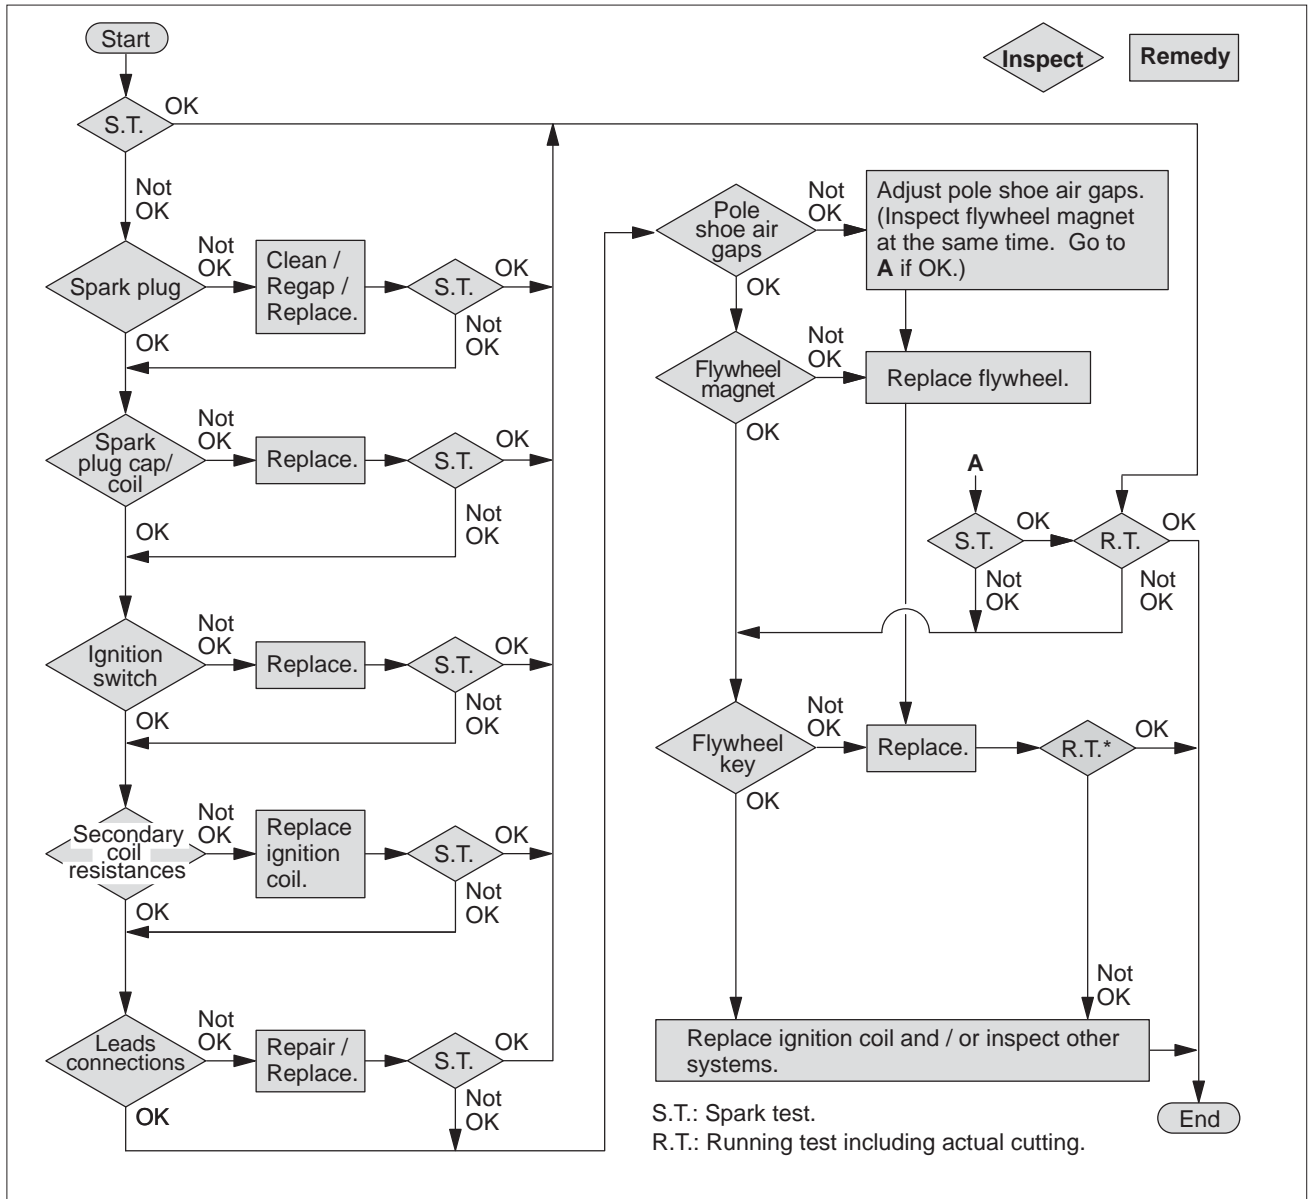 Start
Inspect
Remedy
S.T.
OK
Not
OK
Spark plug
Not
OK
Clean /
Regap /
Replace.
S.T.
OK
Not
OK
OK
Spark
plug cap/
coil
Not
OK
Replace.
S.T.
OK
Not
OK
OK
Ignition
switch
Not
OK
Replace.
S.T.
OK
Not
OK
OK
Secondary
coil
resistances
Not
OK
Replace
ignition
coil.
S.T.
OK
Not
OK
OK
Leads
connections
Not
OK
Repair /
Replace.
S.T.
OK
Not
OK
OK
Pole
shoe air
gaps
Not
OK
Adjust pole shoe air gaps.
(Inspect flywheel magnet
at the same time. Go to
A if OK.)
OK
Flywheel
magnet
Not
OK
Replace flywheel.
OK
A
S.T.
OK
Not
OK
R.T.
OK
Not
OK
Flywheel
key
Not
OK
Replace.
R.T.*
OK
OK
Not
OK
Replace ignition coil and / or inspect other
systems.
End
S.T.: Spark test.
R.T.: Running test including actual cutting.